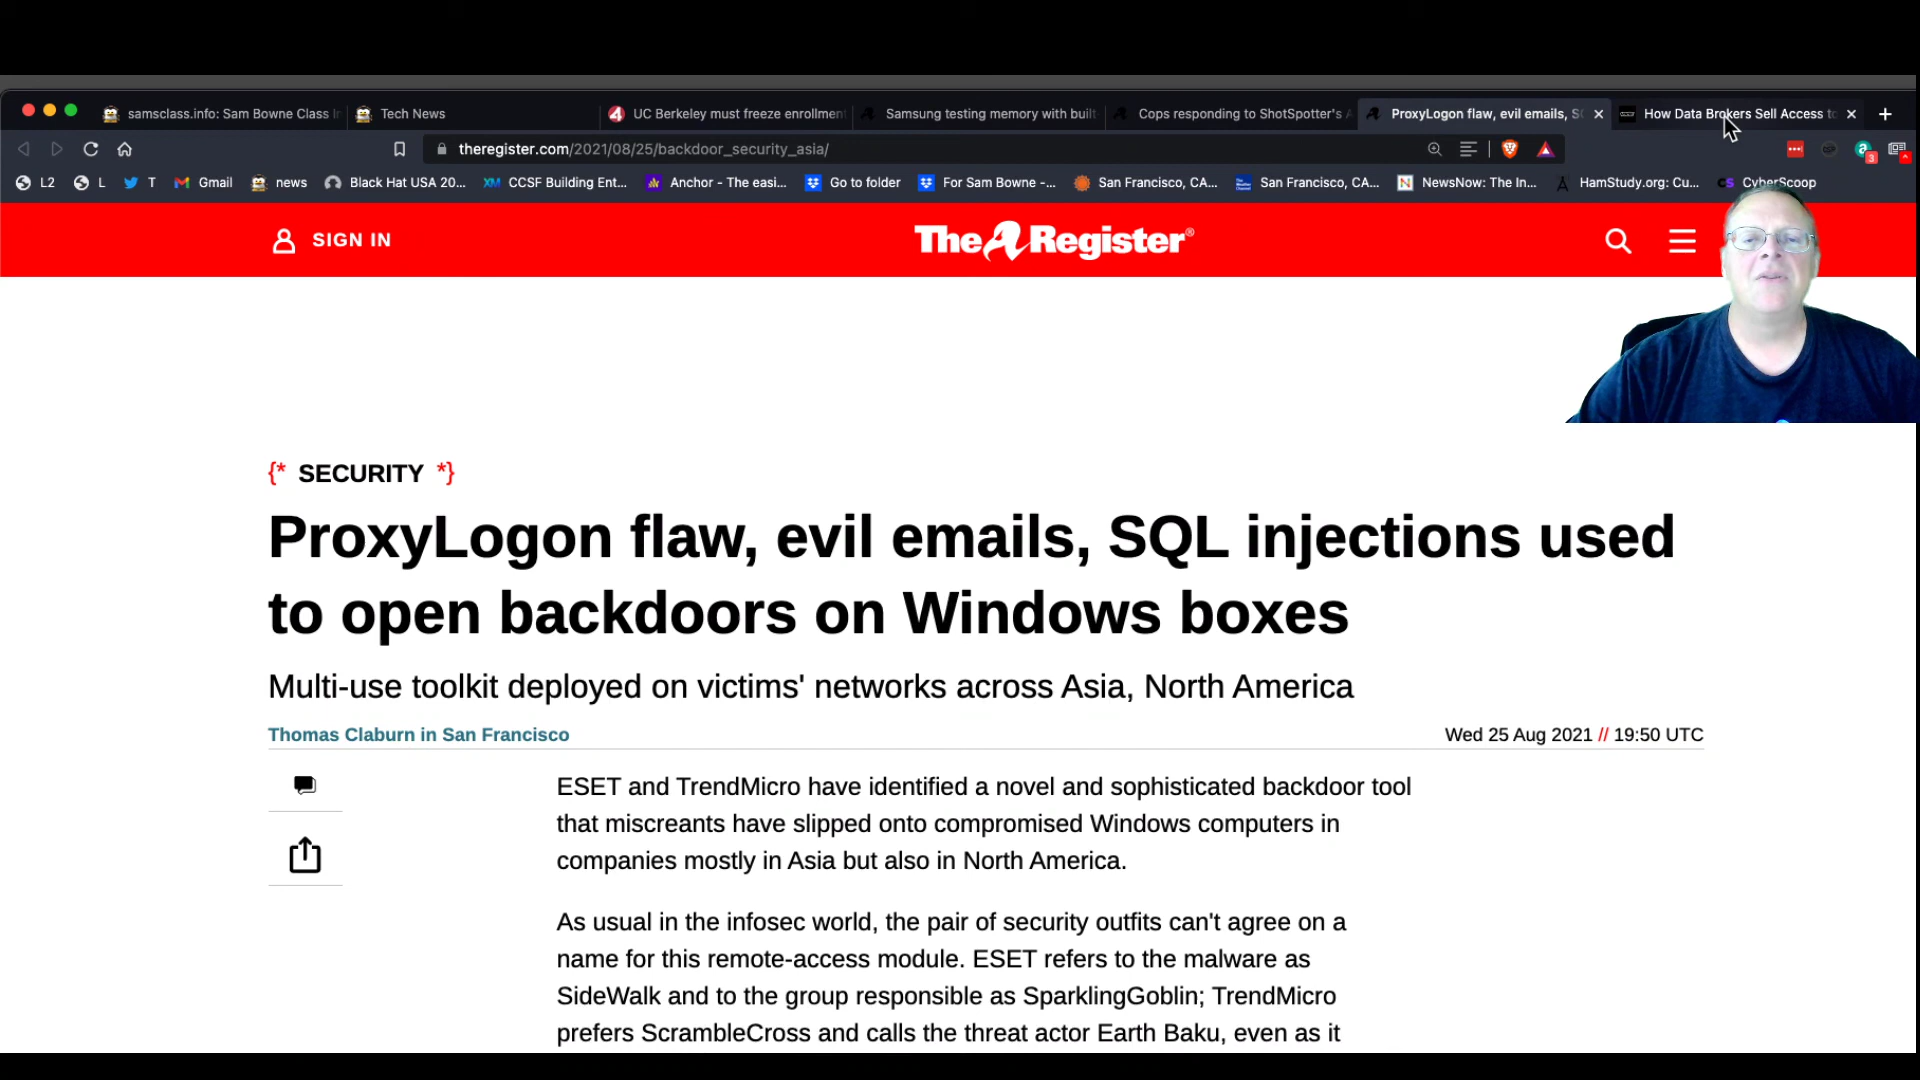 samsclass.info: Sam Bowne Class In
Tech News
UC Berkeley must freeze enrollment
Samsung testing memory with built-
Cops responding to ShotSpotter's A
ProxyLogon flaw, evil emails, SQ
How Data Brokers Sell Access to
theregister.com/2021/08/25/backdoor_security_asia/
3
L2
L
T
Gmail
news
Black Hat USA 20...
CCSF Building Ent...
Anchor - The easi...
Go to folder
For Sam Bowne -...
San Francisco, CA...
San Francisco, CA...
NewsNow: The In...
HamStudy.org: Cu...
CyberScoop
SIGN IN
The Register®
{* SECURITY *}
ProxyLogon flaw, evil emails, SQL injections used
to open backdoors on Windows boxes
Multi-use toolkit deployed on victims' networks across Asia, North America
Thomas Claburn in San Francisco
Wed 25 Aug 2021 // 19:50 UTC
ESET and TrendMicro have identified a novel and sophisticated backdoor tool
that miscreants have slipped onto compromised Windows computers in
companies mostly in Asia but also in North America.
As usual in the infosec world, the pair of security outfits can't agree on a
name for this remote-access module. ESET refers to the malware as
SideWalk and to the group responsible as SparklingGoblin; TrendMicro
prefers ScrambleCross and calls the threat actor Earth Baku, even as it